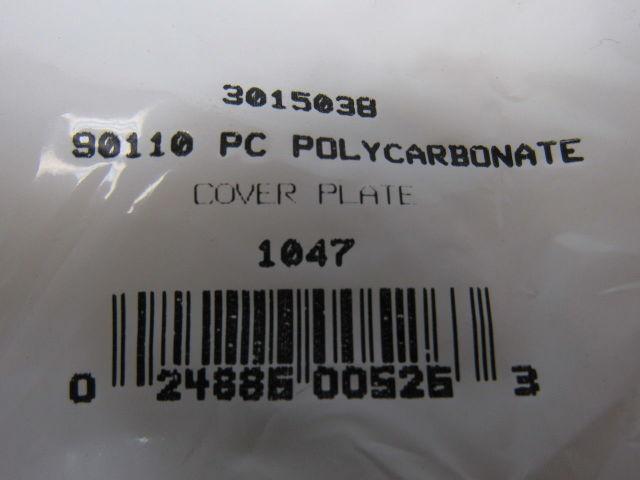 3015038
90110 PC POLYCARBONATE
COVER PLATE
1047
0 24886 00526 3